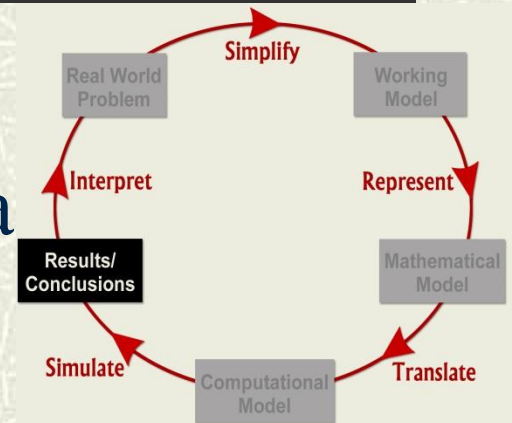 Simplify
Real World
Problem
Working
Model
Interpret
Represent
a
Results/
Conclusions
Mathematical
Model
Simulate
Translate
Computational
Model